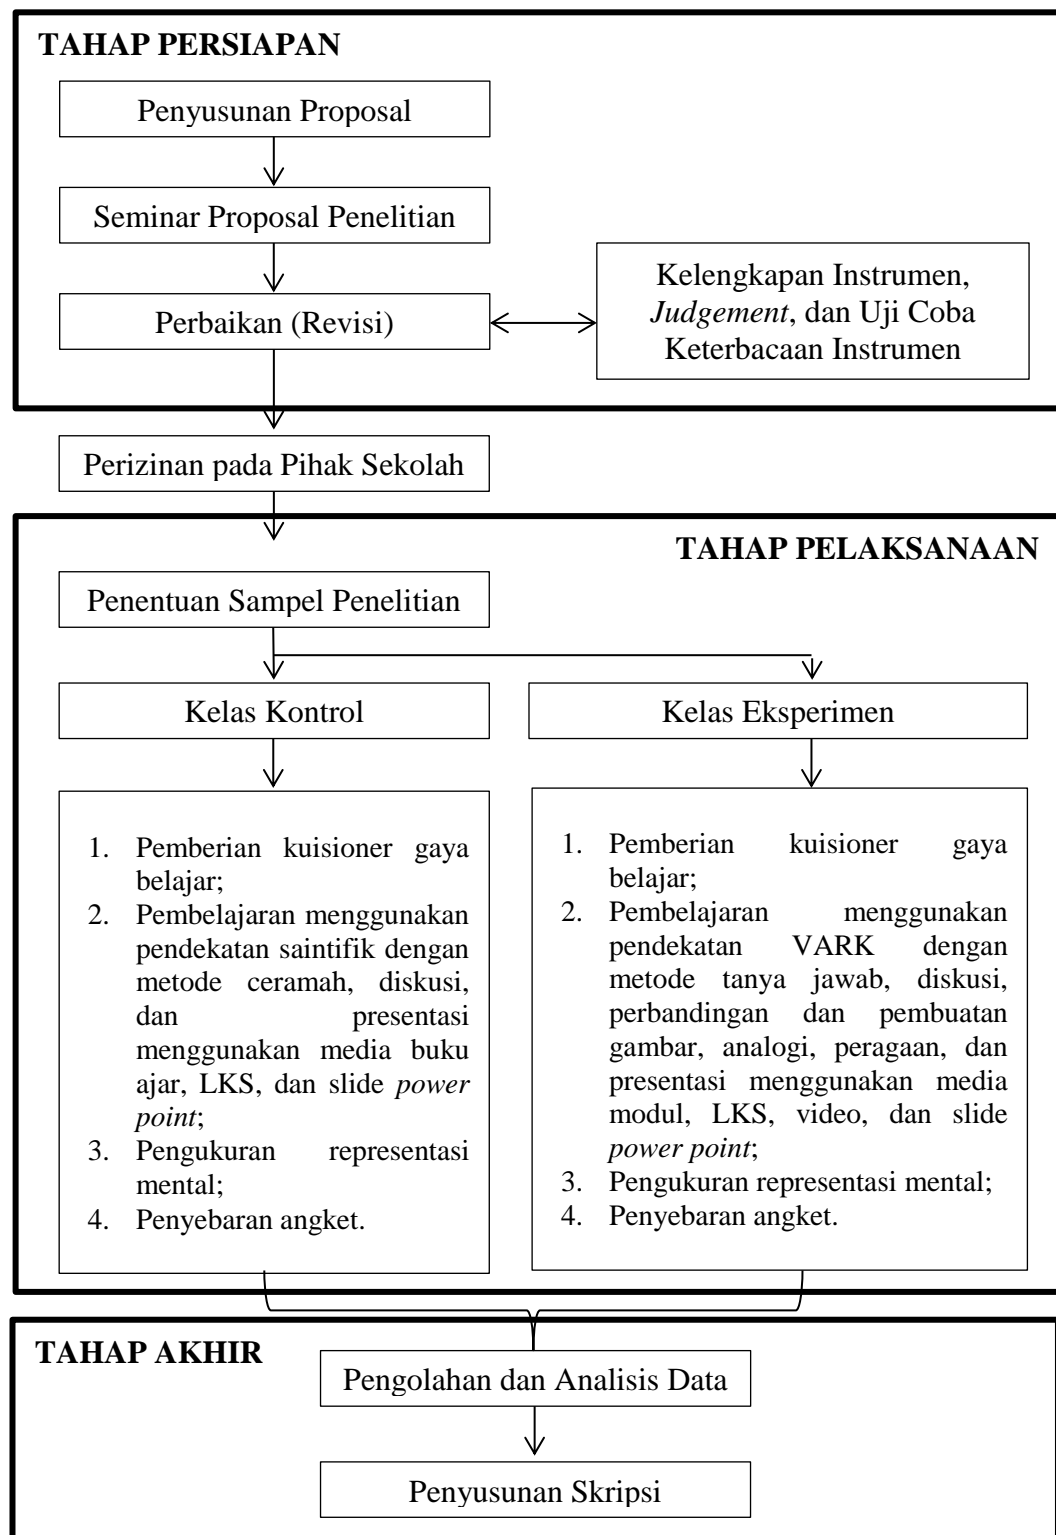 TAHAP PERSIAPAN
Penyusunan Proposal
Seminar Proposal Penelitian
Perbaikan (Revisi)
Kelengkapan Instrumen,
Judgement, dan Uji Coba
Keterbacaan Instrumen
Perizinan pada Pihak Sekolah
TAHAP PELAKSANAAN
Penentuan Sampel Penelitian
Kelas Kontrol
Kelas Eksperimen
1. Pemberian kuisioner gaya
belajar;
2. Pembelajaran menggunakan
pendekatan saintifik dengan
metode ceramah, diskusi,
dan presentasi
menggunakan media buku
ajar, LKS, dan slide power
point;
3. Pengukuran representasi
mental;
4. Penyebaran angket.
1. Pemberian kuisioner gaya
belajar;
2. Pembelajaran menggunakan
pendekatan VARK dengan
metode tanya jawab, diskusi,
perbandingan dan pembuatan
gambar, analogi, peragaan, dan
presentasi menggunakan media
modul, LKS, video, dan slide
power point;
3. Pengukuran representasi mental;
4. Penyebaran angket.
TAHAP AKHIR
Pengolahan dan Analisis Data
Penyusunan Skripsi